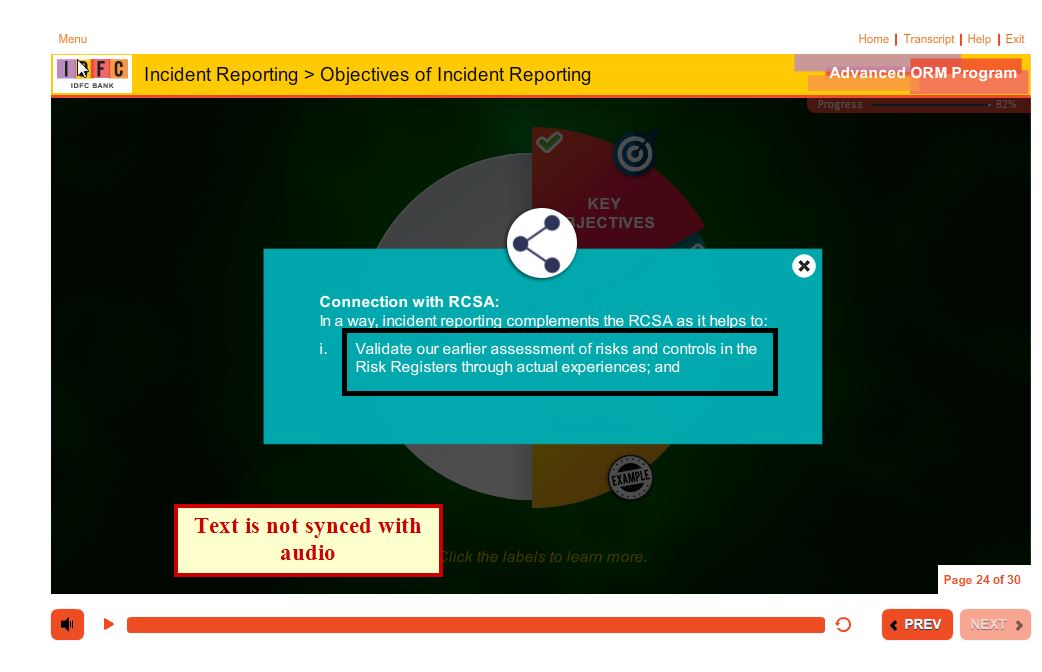 Menu
Home | Transcript | Help | Exit
IDFC
IDFC BANK
Incident Reporting > Objectives of Incident Reporting
Advanced ORM Program
Progress 82%
KEY
OBJECTIVES
Connection with RCSA:
In a way, incident reporting complements the RCSA as it helps to:
i. Validate our earlier assessment of risks and controls in the
Risk Registers through actual experiences; and
EXAMPLE
Text is not synced with
audio
Click the labels to learn more.
Page 24 of 30
PREV
NEXT